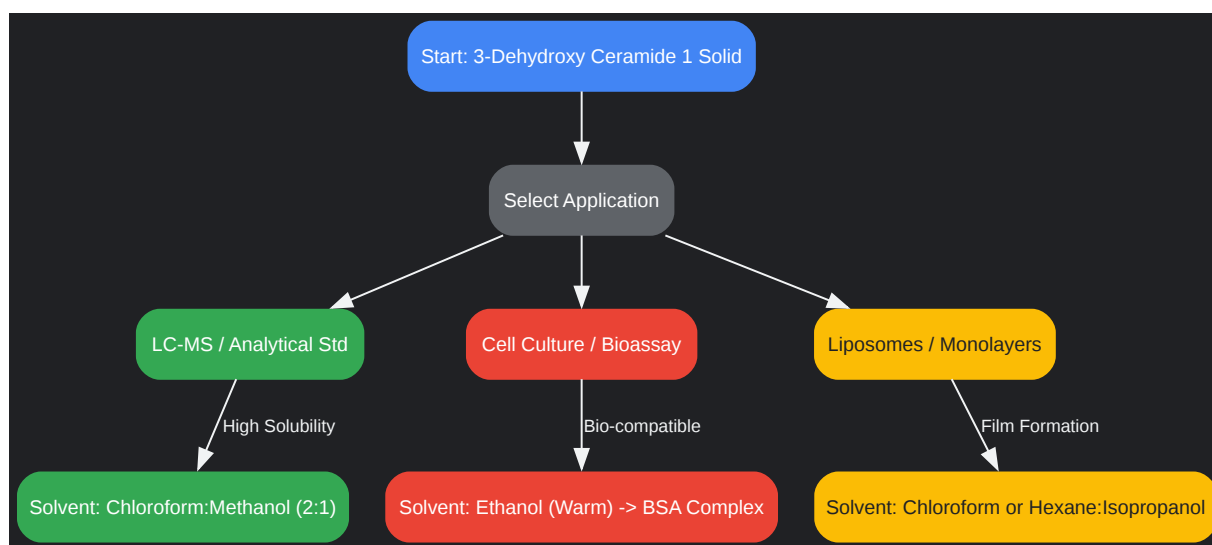 Start: 3-Dehydroxy Ceramide 1 Solid
Select Application
LC-MS / Analytical Std
Cell Culture / Bioassay
Liposomes / Monolayers
High Solubility
Bio-compatible
Film Formation
Solvent: Chloroform:Methanol (2:1)
Solvent: Ethanol (Warm) -> BSA Complex
Solvent: Chloroform or Hexane:Isopropanol